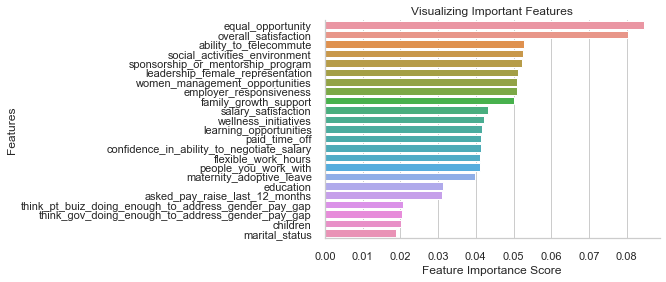 Visualizing Important Features
equal_opportunity
overall_satisfaction
ability_to_telecommute
social_activities_environment
sponsorship_or_mentorship_program
leadership_female_representation
women_management_opportunities
employer_responsiveness
family_growth_support
salary_satisfaction
wellness_initiatives
learning_opportunities
paid_time_off
confidence_in_ability_to_negotiate_salary
flexible_work_hours
people_you_work_with
maternity_adoptive_leave
education
asked_pay_raise_last_12_months
think_pt_buiz_doing_enough_to_address_gender_pay_gap
think_gov_doing_enough_to_address_gender_pay_gap
children
marital_status
Features
0.00 0.01 0.02 0.03 0.04 0.05 0.06 0.07 0.08
Feature Importance Score